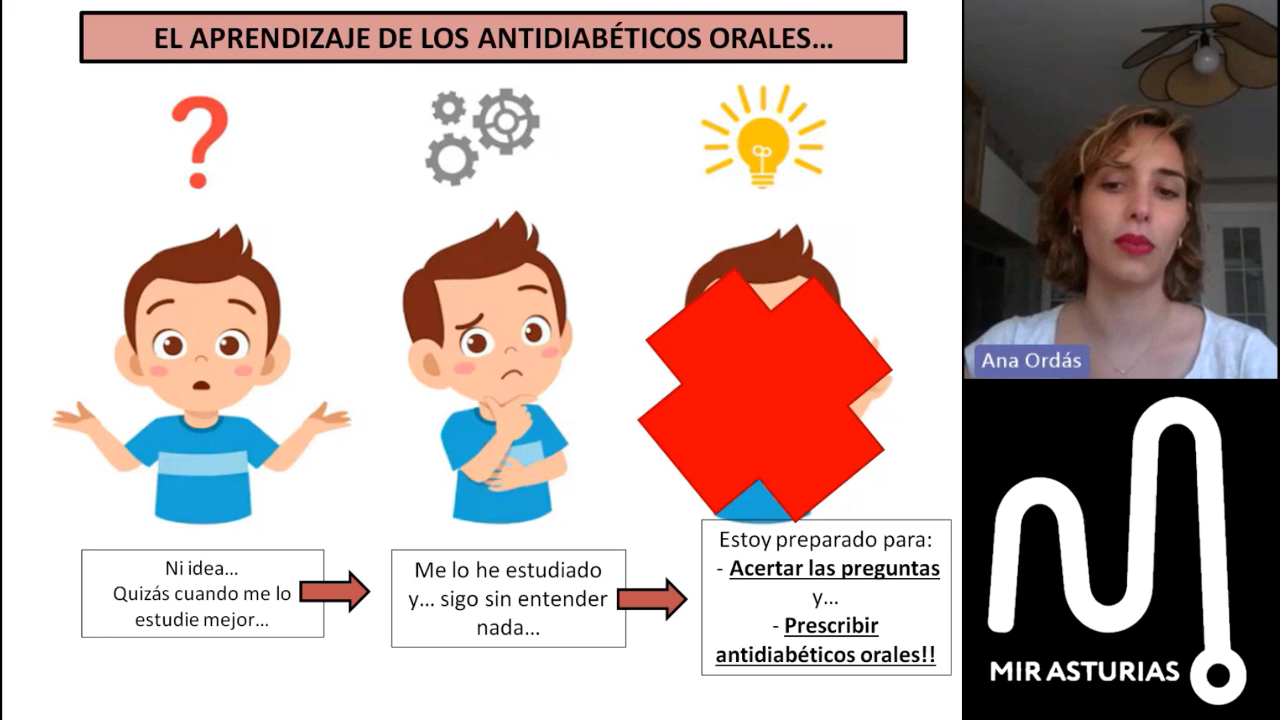 EL APRENDIZAJE DE LOS ANTIDIABÉTICOS ORALES...
?
Ni idea...
Quizás cuando me lo
estudie mejor...
Me lo he estudiado
y... sigo sin entender
nada...
Estoy preparado para:
- Acertar las preguntas
y...
- Prescribir
antidiabéticos orales!!
Ana Ordás
MIR ASTURIAS